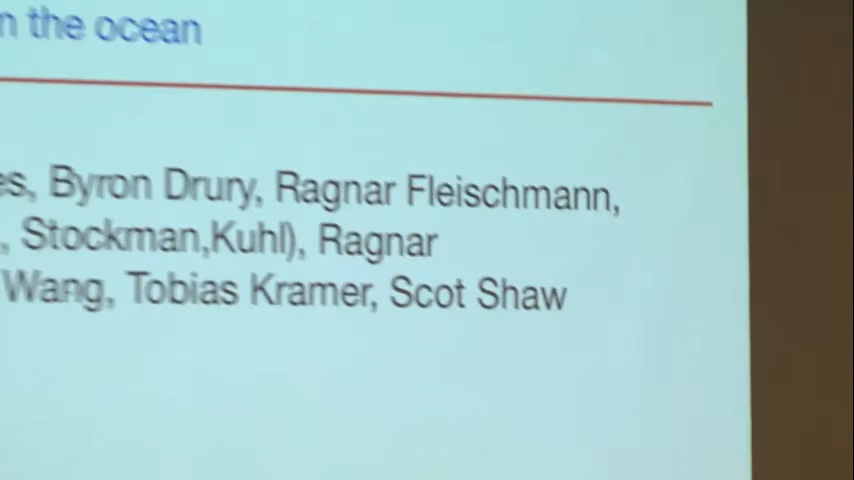 n the ocean
es, Byron Drury, Ragnar Fleischmann,
, Stockman,Kuhl), Ragnar
Wang, Tobias Kramer, Scot Shaw